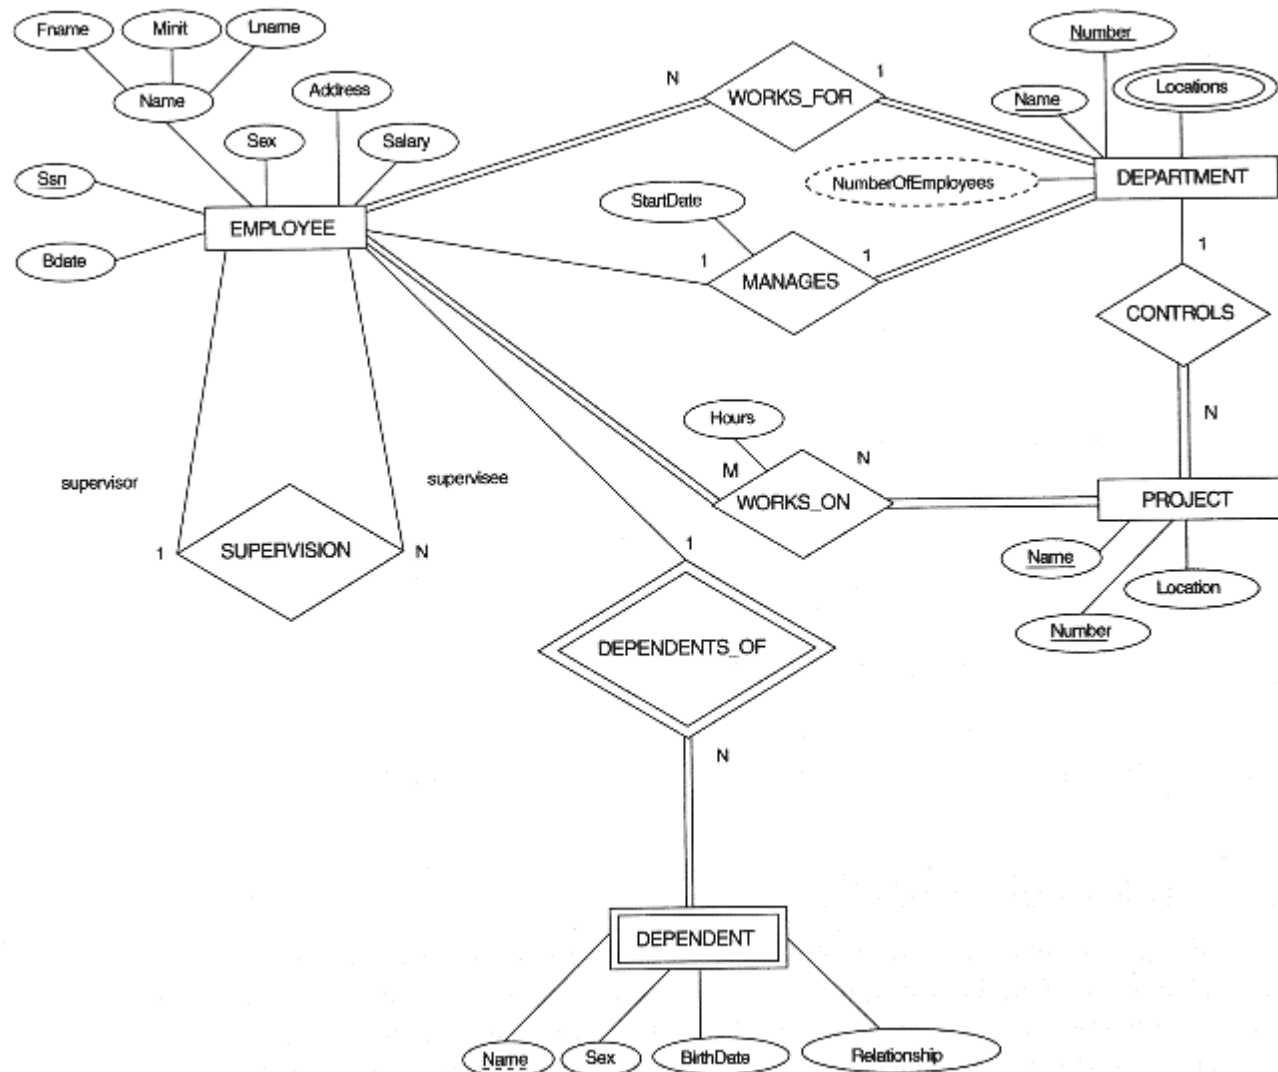 Fname
Minit
Lname
Number
Name
Address
N
1
WORKS_FOR
Locations
Name
Sex
Salary
Ssn
NumberOfEmployees
DEPARTMENT
StartDate
EMPLOYEE
Bdate
1
1
1
MANAGES
CONTROLS
Hours
N
M
N
supervisor
supervisee
WORKS_ON
PROJECT
1
SUPERVISION
N
1
Name
Location
Number
DEPENDENTS_OF
N
DEPENDENT
Name
Sex
BirthDate
Relationship